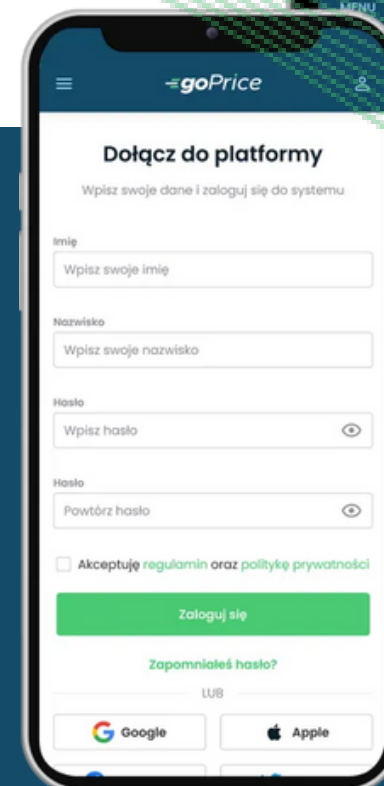 MENU
goPrice
Dołącz do platformy
Wpisz swoje dane i zaloguj się do systemu
Imię
Wpisz swoje imię
Nazwisko
Wpisz swoje nazwisko
Hasło
Wpisz hasło
Hasło
Powtórz hasło
Akceptuję regulamin oraz politykę prywatności
Zaloguj się
Zapomniałeś hasło?
LUB
Google
Apple